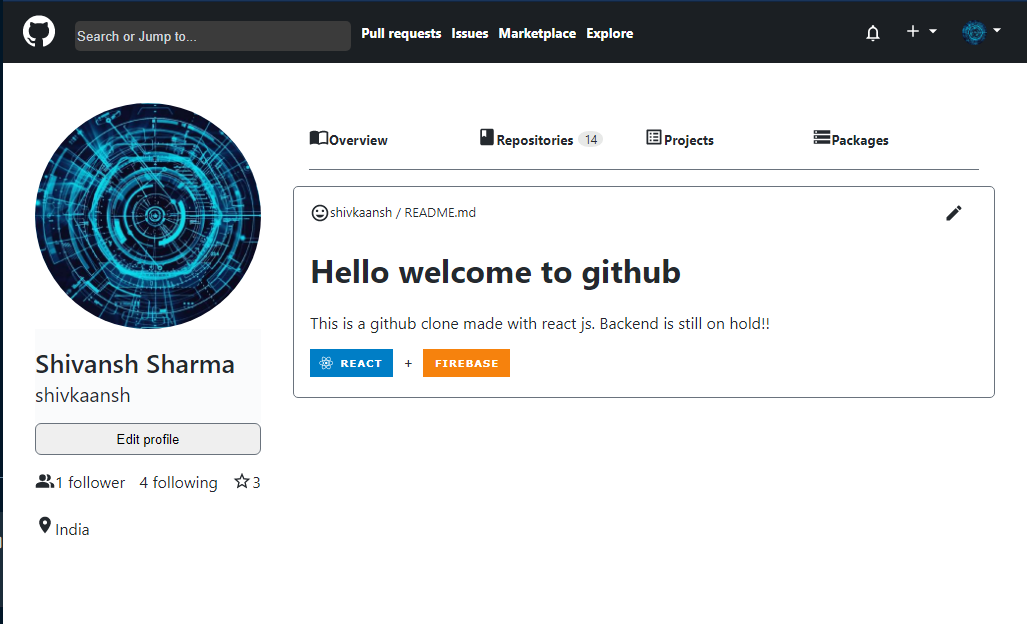 Search or Jump to... Pull requests Issues Marketplace Explore
Overview Repositories 14 Projects Packages
shivkaansh / README.md
Hello welcome to github
This is a github clone made with react js. Backend is still on hold!!
REACT + FIREBASE
Shivansh Sharma
shivkaansh
Edit profile
1 follower 4 following 3
India